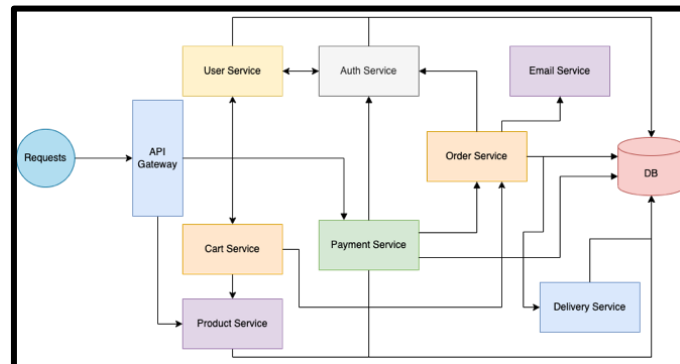 User Service
Auth Service
Email Service
Requests
API
Gateway
Order Service
DB
Cart Service
Payment Service
Product Service
Delivery Service